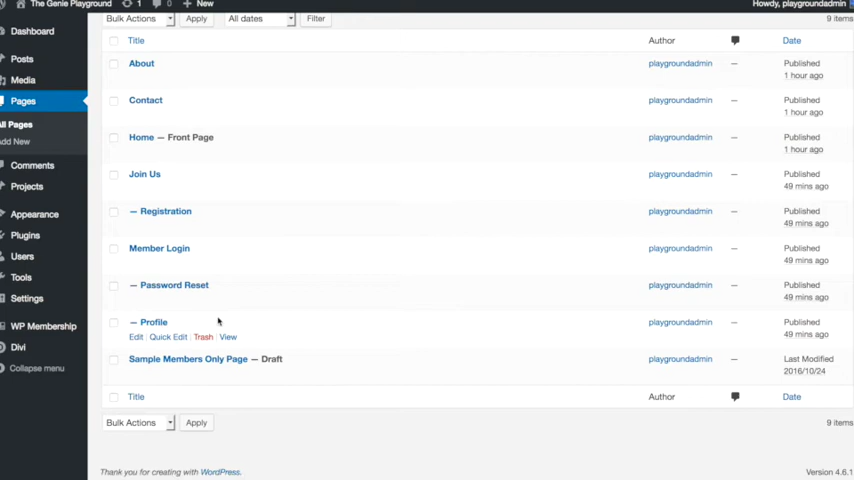 The Genie Playground 1 0 New Howdy, playgroundadmin
Bulk Actions Apply All dates Filter 9 items
Dashboard
Posts
Media
Pages
All Pages
Add New
Comments
Projects
Appearance
Plugins
Users
Tools
Settings
WP Membership
Divi
Collapse menu
Title Author Date
About playgroundadmin — Published
1 hour ago
Contact playgroundadmin — Published
1 hour ago
Home — Front Page playgroundadmin — Published
1 hour ago
Join Us playgroundadmin — Published
49 mins ago
— Registration playgroundadmin — Published
49 mins ago
Member Login playgroundadmin — Published
49 mins ago
— Password Reset playgroundadmin — Published
49 mins ago
— Profile playgroundadmin — Published
Edit | Quick Edit | Trash | View 49 mins ago
Sample Members Only Page — Draft playgroundadmin — Last Modified
2016/10/24
Title Author Date
Bulk Actions Apply 9 items
Thank you for creating with WordPress. Version 4.6.1